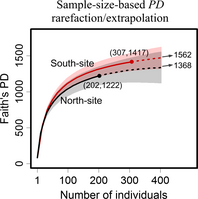 Sample-size-based PD
rarefaction/extrapolation
Faith's PD
1500
1000
500
0
South-site
(307,1417)
1562
1368
(202,1222)
North-site
1 100 200 300 400
Number of individuals